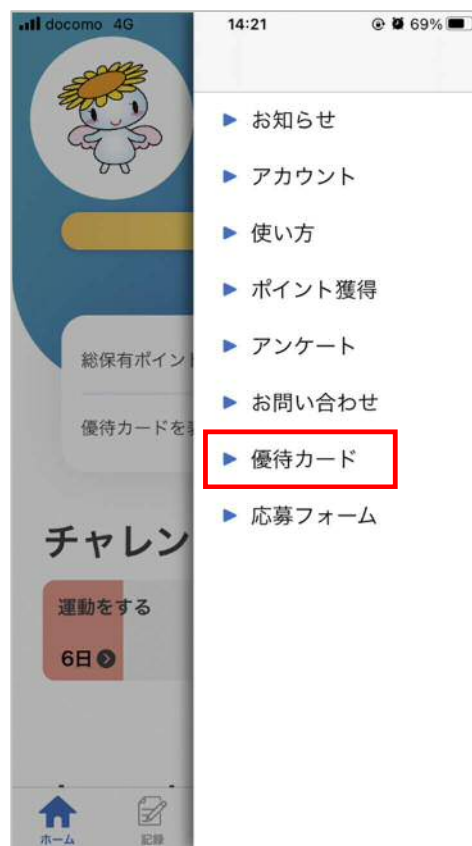 docomo 4G 14:21 69%
お知らせ
アカウント
使い方
ポイント獲得
アンケート
お問い合わせ
優待カード
応募フォーム
総保有ポイン
優待カードを
チャレン
運動をする
6日
ホーム 記録